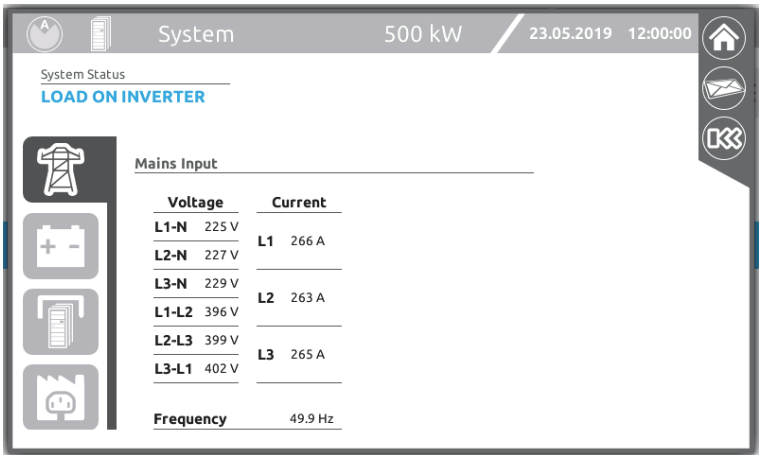 A System 500 kW 23.05.2019 12:00:00
System Status
LOAD ON INVERTER
Mains Input
Voltage Current
L1-N 225 V
L1 266 A
L2-N 227 V
L3-N 229 V
L2 263 A
L1-L2 396 V
L2-L3 399 V
L3 265 A
L3-L1 402 V
Frequency 49.9 Hz